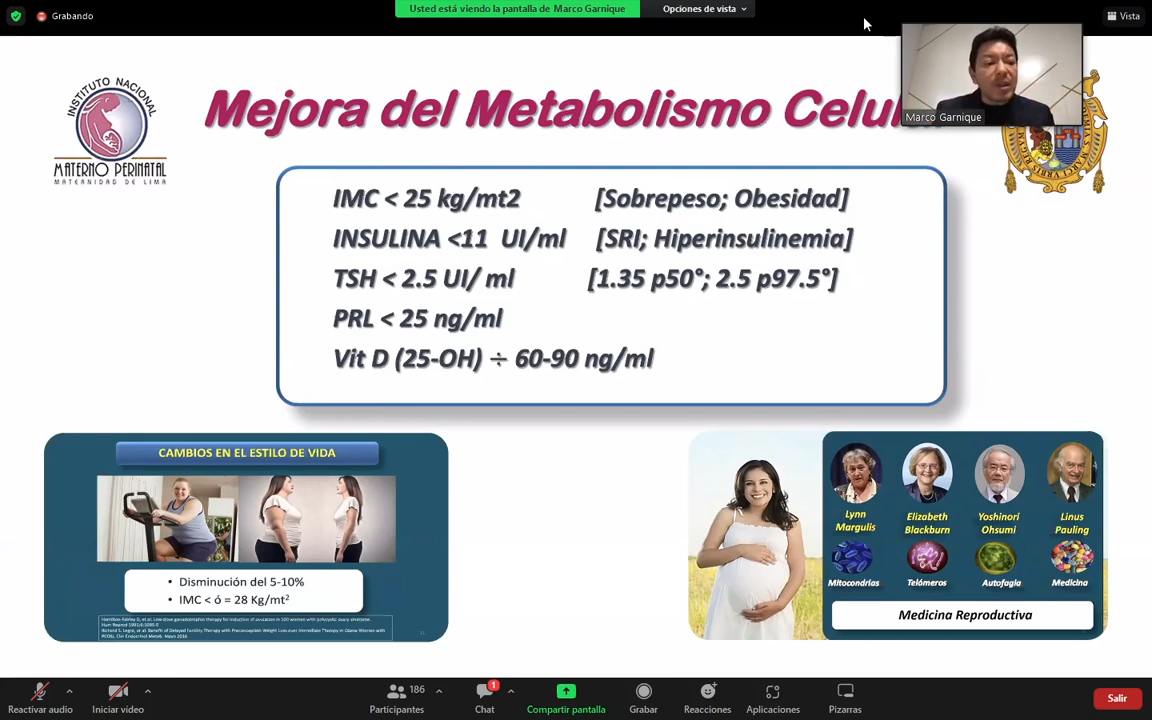 Grabando
Usted está viendo la pantalla de Marco Garnique
Opciones de vista
Vista
INSTITUTO NACIONAL
MATERNO PERINATAL
MATERNIDAD DE LIMA
Mejora del Metabolismo Celu
Marco Garnique
IMC < 25 kg/mt2 [Sobrepeso; Obesidad]
INSULINA <11 UI/ml [SRI; Hiperinsulinemia]
TSH < 2.5 UI/ ml [1.35 p50°; 2.5 p97.5°]
PRL < 25 ng/ml
Vit D (25-OH) ÷ 60-90 ng/ml
CAMBIOS EN EL ESTILO DE VIDA
• Disminución del 5-10%
• IMC < ó = 28 Kg/mt²
Lynn Margulis
Elizabeth Blackburn
Yoshinori Ohsumi
Linus Pauling
Mitocondrias
Telómeros
Autofagia
Medicina
Medicina Reproductiva
Reactivar audio
Iniciar vídeo
186
Participantes
1
Chat
Compartir pantalla
Grabar
Reacciones
Aplicaciones
Pizarras
Salir